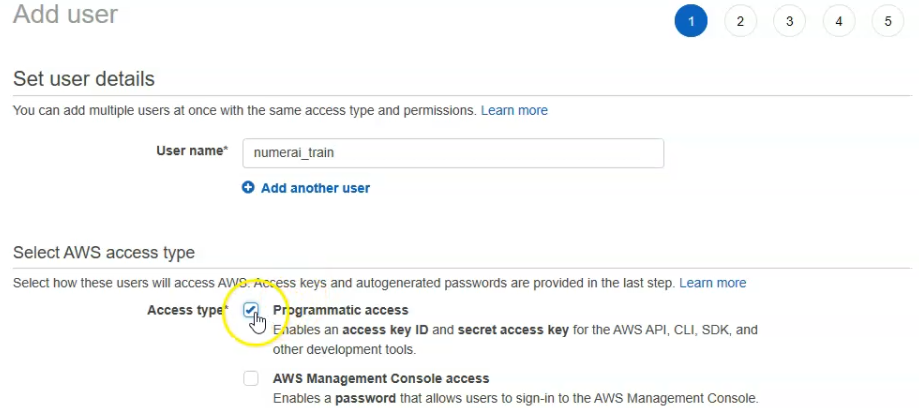 Add user
1 2 3 4 5
Set user details
You can add multiple users at once with the same access type and permissions. Learn more
User name* numerai_train
Add another user
Select AWS access type
Select how these users will access AWS. Access keys and autogenerated passwords are provided in the last step. Learn more
Access type* Programmatic access
Enables an access key ID and secret access key for the AWS API, CLI, SDK, and
other development tools.
AWS Management Console access
Enables a password that allows users to sign-in to the AWS Management Console.